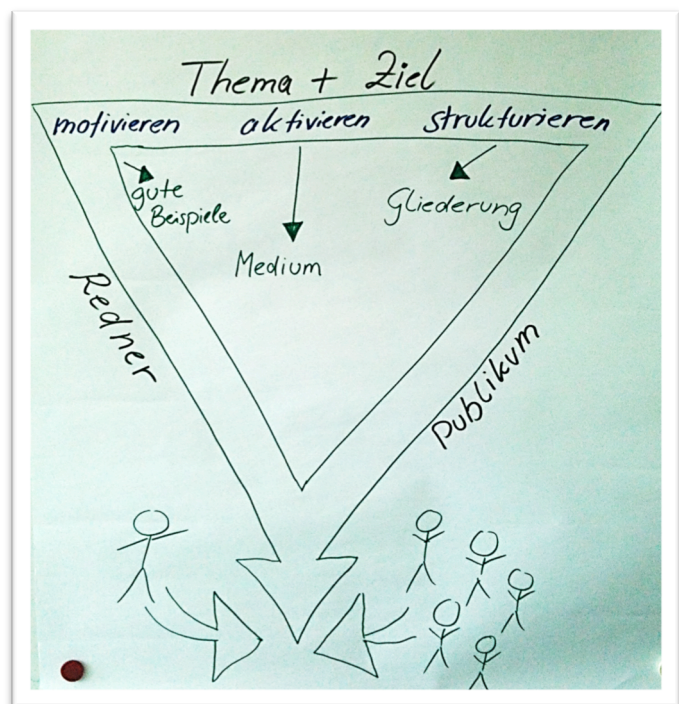 Thema + Ziel
motivieren aktivieren strukturieren
gute
Beispiele
Gliederung
Medium
Redner
Publikum